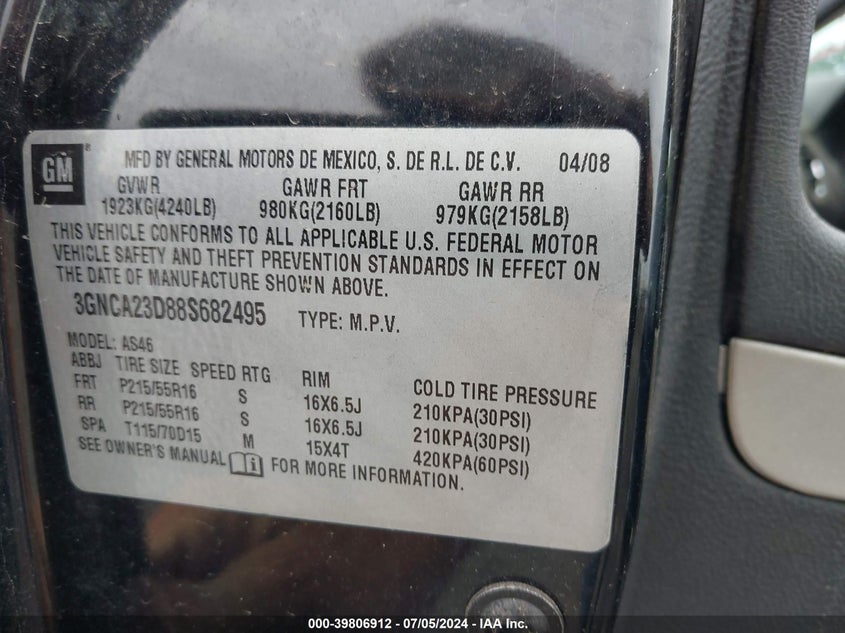 GM ® MFD BY GENERAL MOTORS DE MEXICO, S. DE R.L. DE C.V. 04/08
GVWR GAWR FRT GAWR RR
1923KG(4240LB) 980KG(2160LB) 979KG(2158LB)
THIS VEHICLE CONFORMS TO ALL APPLICABLE U.S. FEDERAL MOTOR
VEHICLE SAFETY AND THEFT PREVENTION STANDARDS IN EFFECT ON
THE DATE OF MANUFACTURE SHOWN ABOVE.
3GNCA23D88S682495 TYPE: M.P.V.
MODEL: AS46
ABBJ TIRE SIZE SPEED RTG RIM COLD TIRE PRESSURE
FRT P215/55R16 S 16X6.5J 210KPA(30PSI)
RR P215/55R16 S 16X6.5J 210KPA(30PSI)
SPA T115/70D15 M 15X4T 420KPA(60PSI)
SEE OWNER'S MANUAL i FOR MORE INFORMATION.
000-39806912 - 07/05/2024 - IAA Inc.